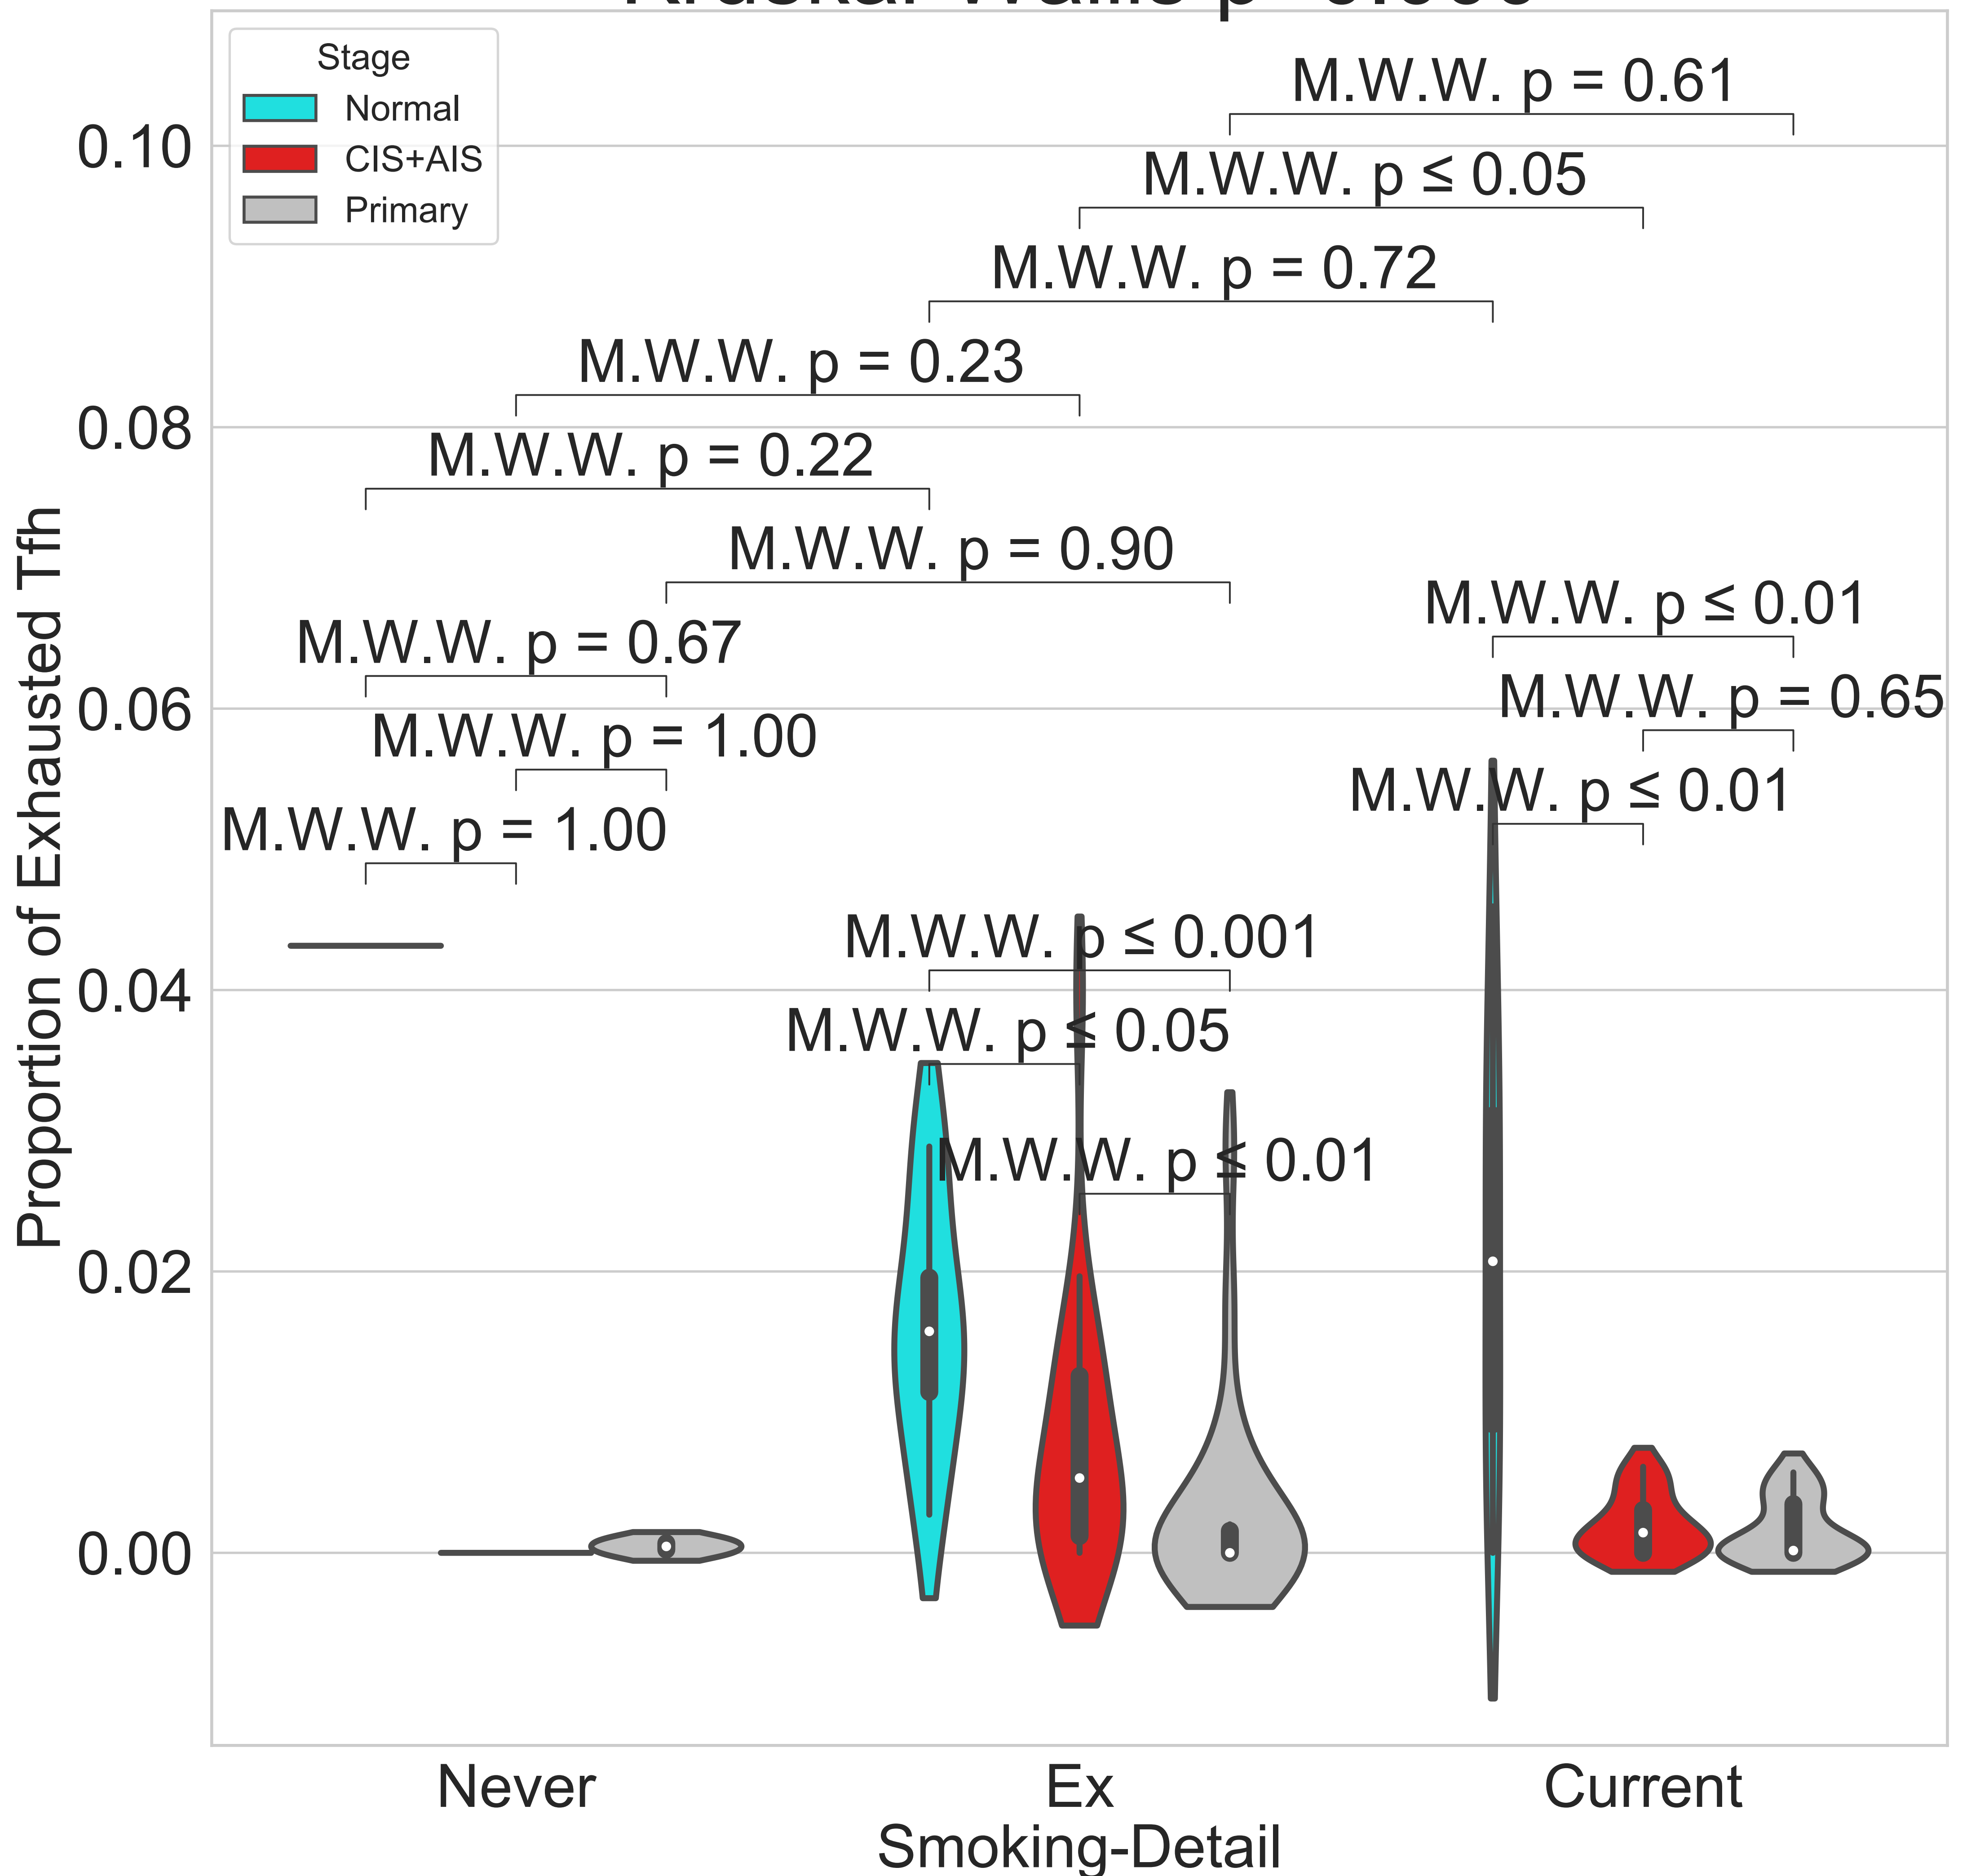 Stage
Normal
CIS+AIS
Primary
M.W.W. p = 0.61
M.W.W. p ≤ 0.05
M.W.W. p = 0.72
M.W.W. p = 0.23
M.W.W. p = 0.22
M.W.W. p = 0.90
M.W.W. p ≤ 0.01
M.W.W. p = 0.67
M.W.W. p = 0.65
M.W.W. p = 1.00
M.W.W. p ≤ 0.01
M.W.W. p = 1.00
M.W.W. p ≤ 0.001
M.W.W. p ≤ 0.05
M.W.W. p ≤ 0.01
0.10
0.08
0.06
0.04
0.02
0.00
Proportion of Exhausted Tfh
Never
Ex
Current
Smoking-Detail